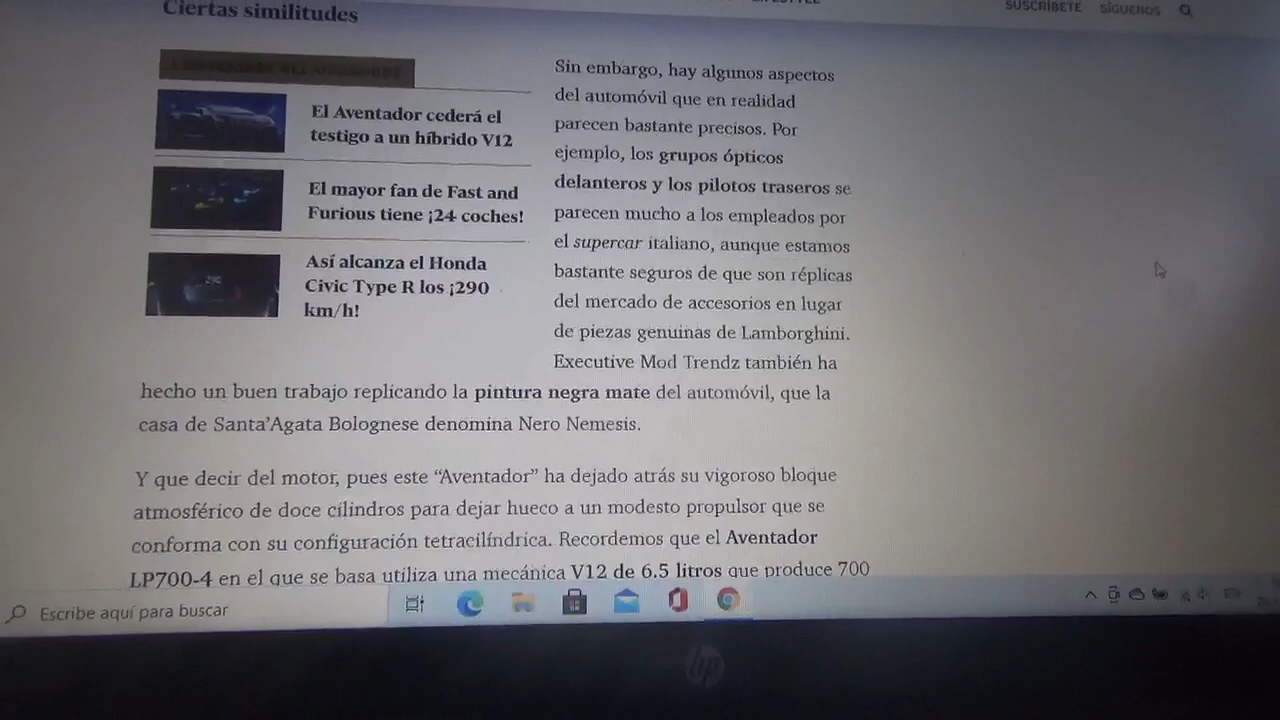 SUSCRÍBETE SÍGUENOS
Ciertas similitudes
El Aventador cederá el
testigo a un híbrido V12
El mayor fan de Fast and
Furious tiene ¡24 coches!
Así alcanza el Honda
Civic Type R los ¡290
km/h!
Sin embargo, hay algunos aspectos
del automóvil que en realidad
parecen bastante precisos. Por
ejemplo, los grupos ópticos
delanteros y los pilotos traseros se
parecen mucho a los empleados por
el supercar italiano, aunque estamos
bastante seguros de que son réplicas
del mercado de accesorios en lugar
de piezas genuinas de Lamborghini.
Executive Mod Trendz también ha
hecho un buen trabajo replicando la pintura negra mate del automóvil, que la
casa de Santa'Agata Bolognese denomina Nero Nemesis.
Y que decir del motor, pues este “Aventador” ha dejado atrás su vigoroso bloque
atmosférico de doce cílindros para dejar hueco a un modesto propulsor que se
conforma con su configuración tetracilíndrica. Recordemos que el Aventador
LP700-4 en el que se basa utiliza una mecánica V12 de 6.5 litros que produce 700
Escribe aquí para buscar
hp